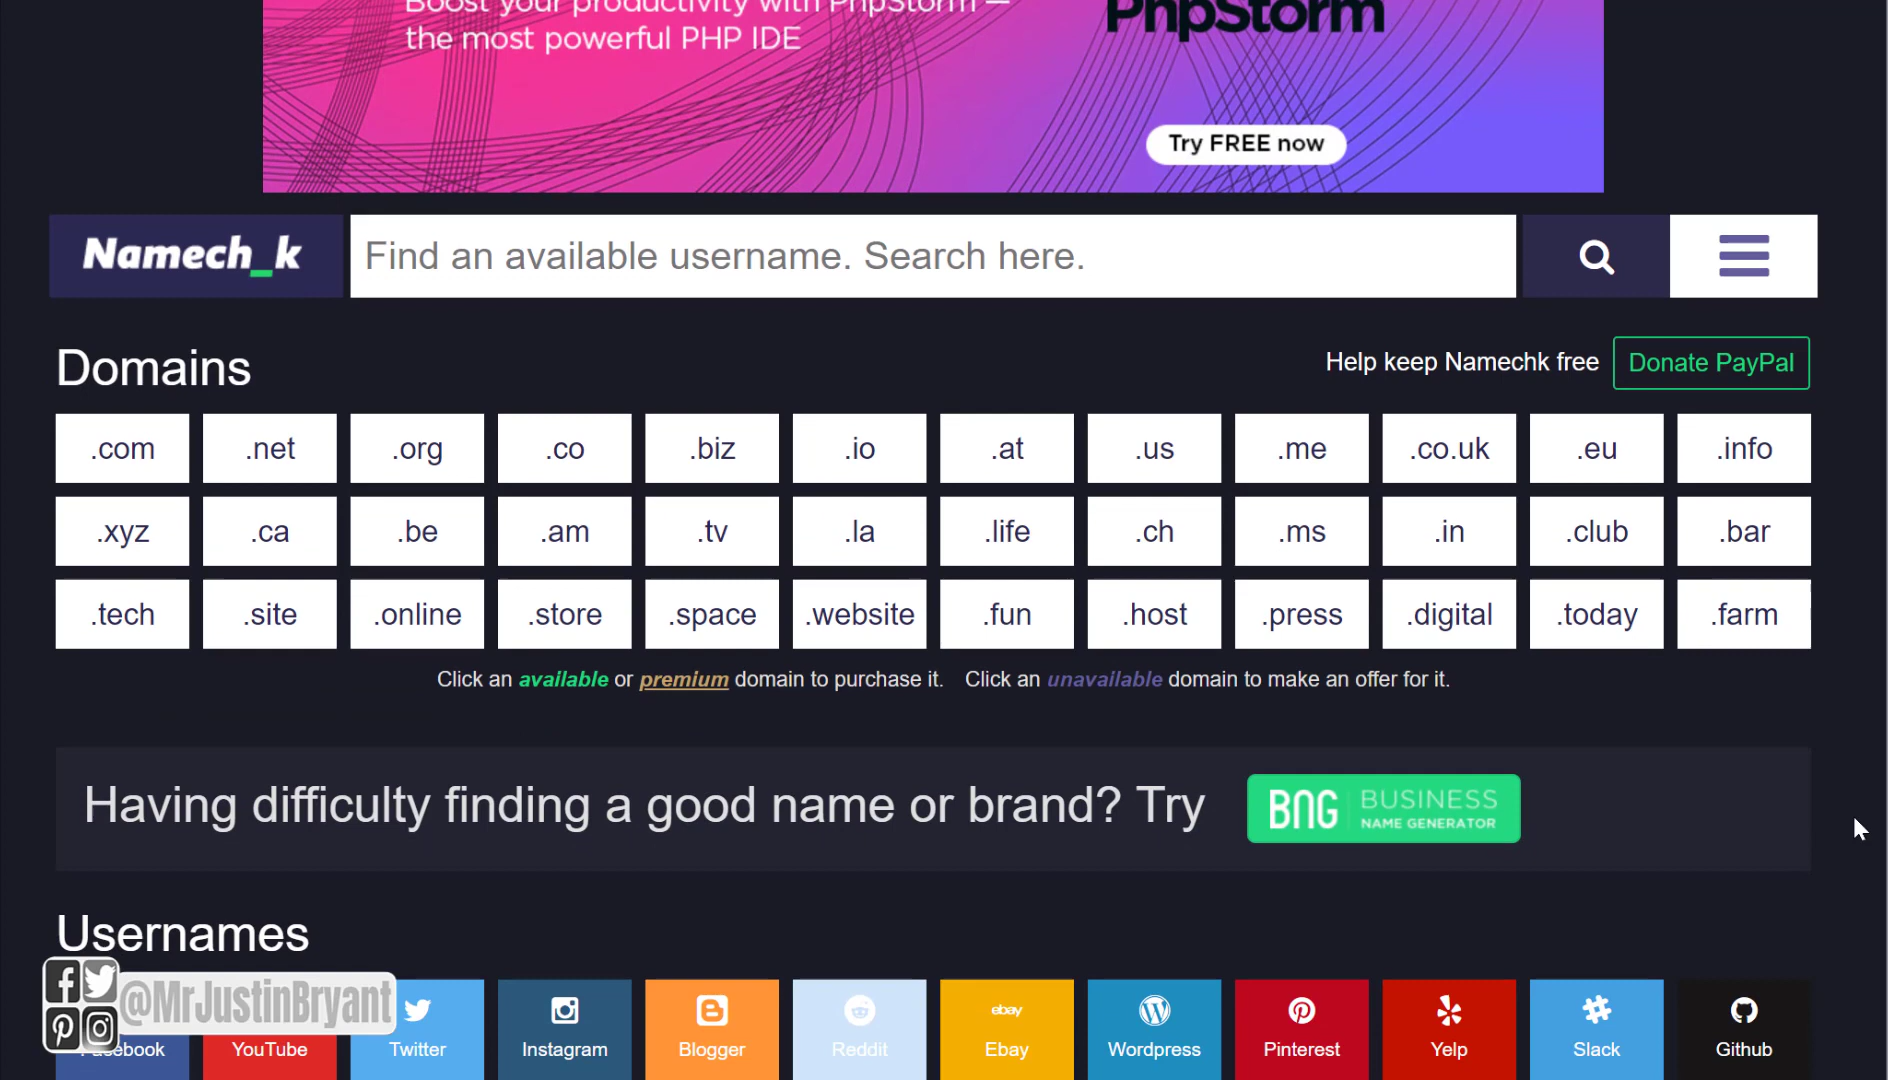 Boost your productivity with PhpStorm —
the most powerful PHP IDE
PhpStorm
Try FREE now
Namech_k
Find an available username. Search here.
Domains
Help keep Namechk free
Donate PayPal
.com .net .org .co .biz .io .at .us .me .co.uk .eu .info
.xyz .ca .be .am .tv .la .life .ch .ms .in .club .bar
.tech .site .online .store .space .website .fun .host .press .digital .today .farm
Click an available or premium domain to purchase it. Click an unavailable domain to make an offer for it.
Having difficulty finding a good name or brand? Try
BNG BUSINESS
NAME GENERATOR
Usernames
@MrJustinBryant
ebay
ebook YouTube Twitter Instagram Blogger Reddit Ebay Wordpress Pinterest Yelp Slack Github